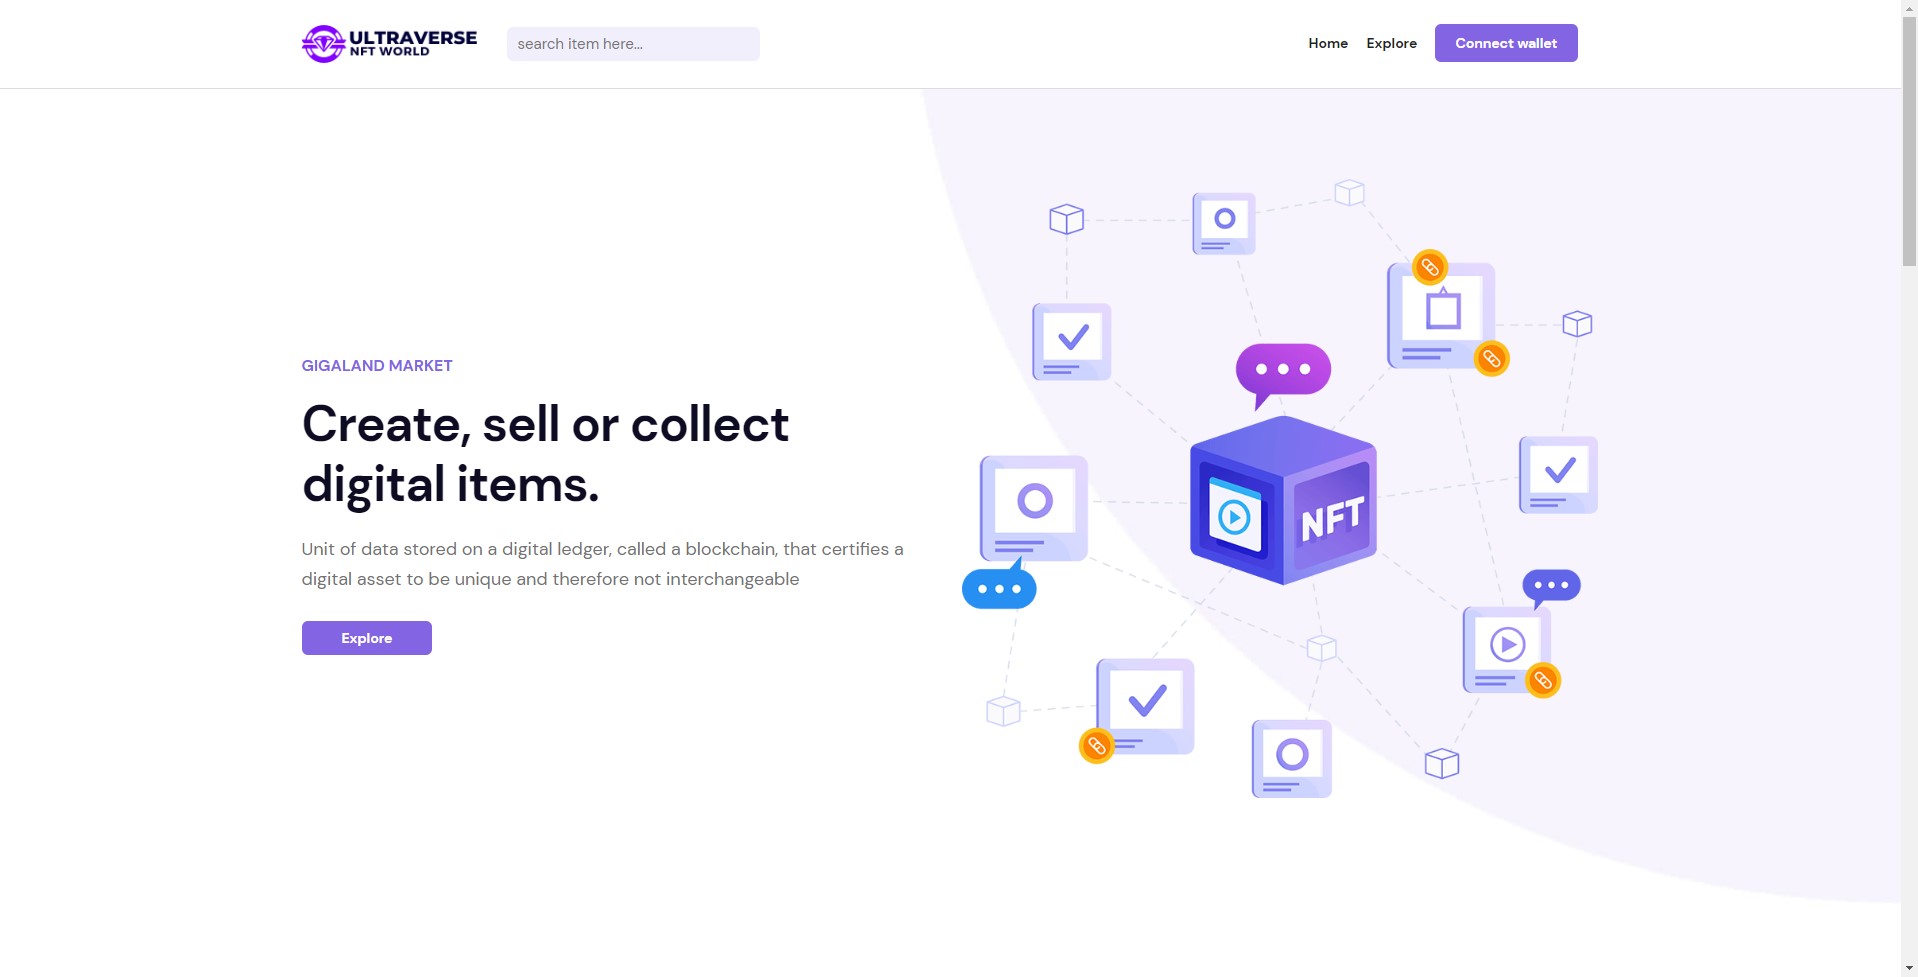 ULTRAVERSE
NFT WORLD
search item here...
Home
Explore
Connect wallet
GIGALAND MARKET
Create, sell or collect
digital items.
Unit of data stored on a digital ledger, called a blockchain, that certifies a
digital asset to be unique and therefore not interchangeable
Explore
NFT